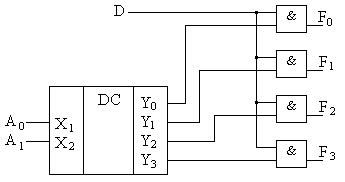 D
& F₀
& F₁
DC Y₀
A₀ X₁ Y₁ & F₂
A₁ X₂ Y₂
Y₃ & F₃